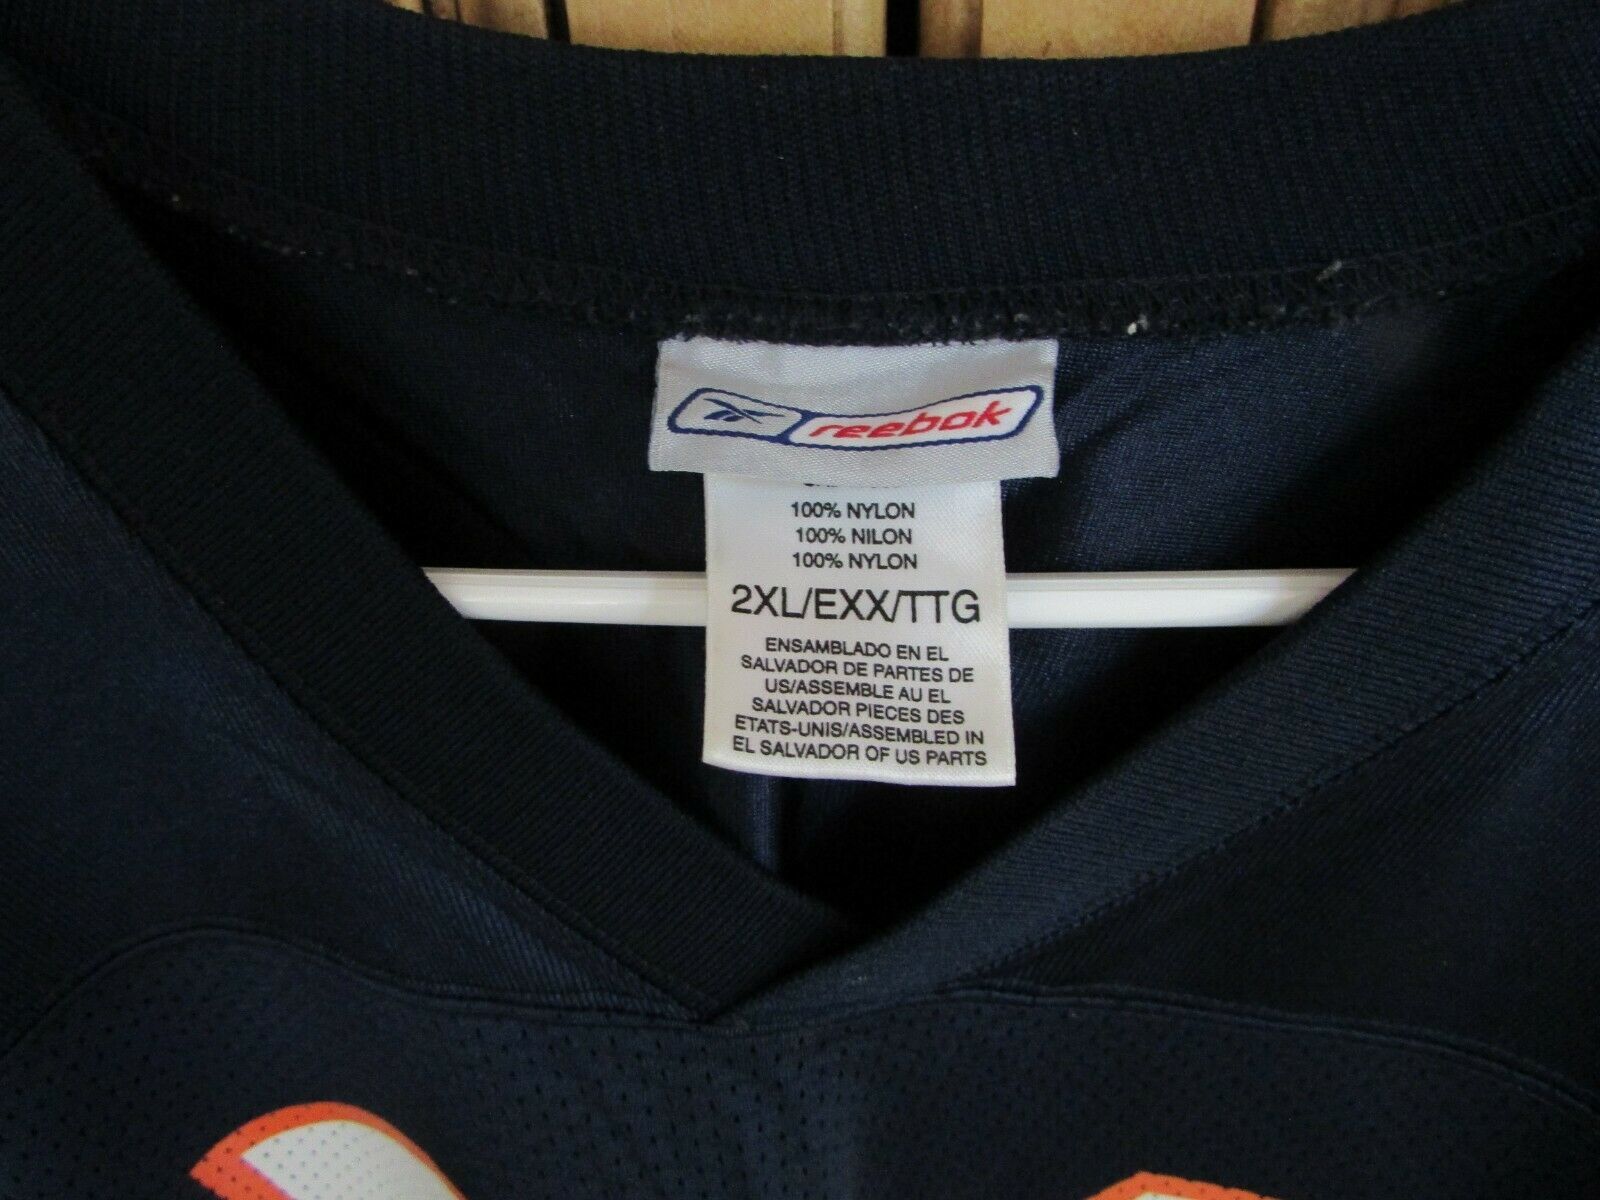 reebok
100% NYLON
100% NILON
100% NYLON
2XL/EXX/TTG
ENSAMBLADO EN EL
SALVADOR DE PARTES DE
US/ASSEMBLE AU EL
SALVADOR PIECES DES
ETATS-UNIS/ASSEMBLED IN
EL SALVADOR OF US PARTS